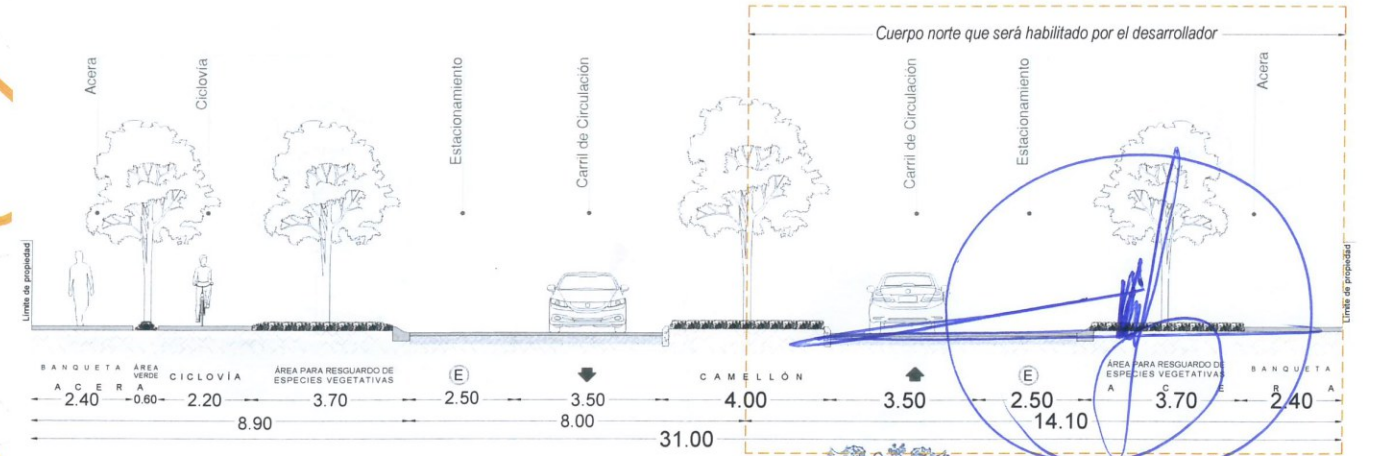 Cuerpo norte que será habilitado por el desarrollador
Acera
Ciclovía
Estacionamiento
Carril de Circulación
Carril de Circulación
Estacionamiento
Acera
Límite de propiedad
Límite de propiedad
BANQUETA ÁREA VERDE CICLOVÍA ÁREA PARA RESGUARDO DE ESPECIES VEGETATIVAS E CAMELLÓN E ÁREA PARA RESGUARDO DE ESPECIES VEGETATIVAS BANQUETA
ACERA ACERA
2.40 0.60 2.20 3.70 2.50 3.50 4.00 3.50 2.50 3.70 2.40
8.90 8.00 14.10
31.00